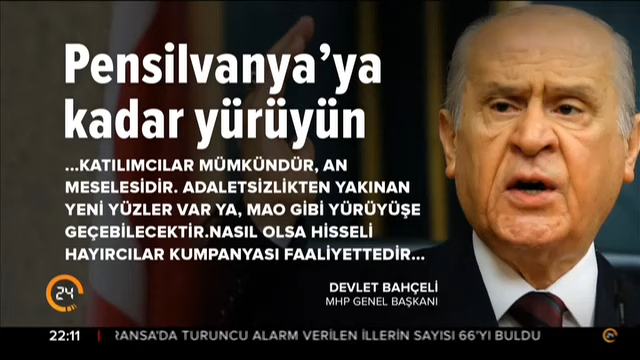 Pensilvanya’ya
kadar yürüyün
...KATILIMCILAR MÜMKÜNDÜR, AN
MESELESİDİR. ADALETSİZLİKTEN YAKINAN
YENİ YÜZLER VAR YA, MAO GİBİ YÜRÜYÜŞE
GEÇEBİLECEKTİR.NASIL OLSA HİSSELİ
HAYIRCILAR KUMPANYASI FAALİYETTEDİR...
DEVLET BAHÇELİ
MHP GENEL BAŞKANI
24
22:11 RANSA'DA TURUNCU ALARM VERİLEN İLLERİN SAYISI 66'YI BULDU